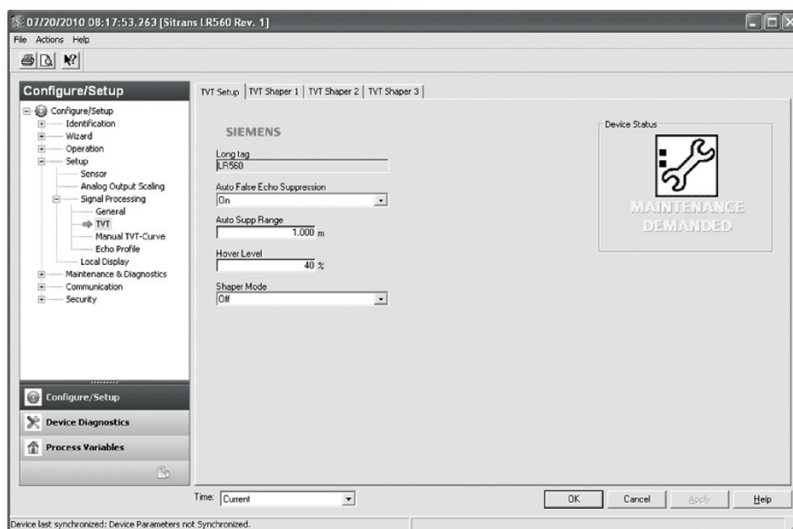 07/20/2010 08:17:53.263 [Sitrans LR560 Rev. 1]
File Actions Help
Configure/Setup
Configure/Setup
Identification
Wizard
Operation
Setup
Sensor
Analog Output Scaling
Signal Processing
General
TVT
Manual TVT-Curve
Echo Profile
Local Display
Maintenance & Diagnostics
Communication
Security
Configure/Setup
Device Diagnostics
Process Variables
TVT Setup TVT Shaper 1 TVT Shaper 2 TVT Shaper 3
SIEMENS
Long tag
LR560
Auto False Echo Suppression
On
Auto Supp Range
1.000 m
Hover Level
40 %
Shaper Mode
Off
Device Status
MAINTENANCE
DEMANDED
Time: Current
OK Cancel Apply Help
Device last synchronized: Device Parameters not Synchronized.